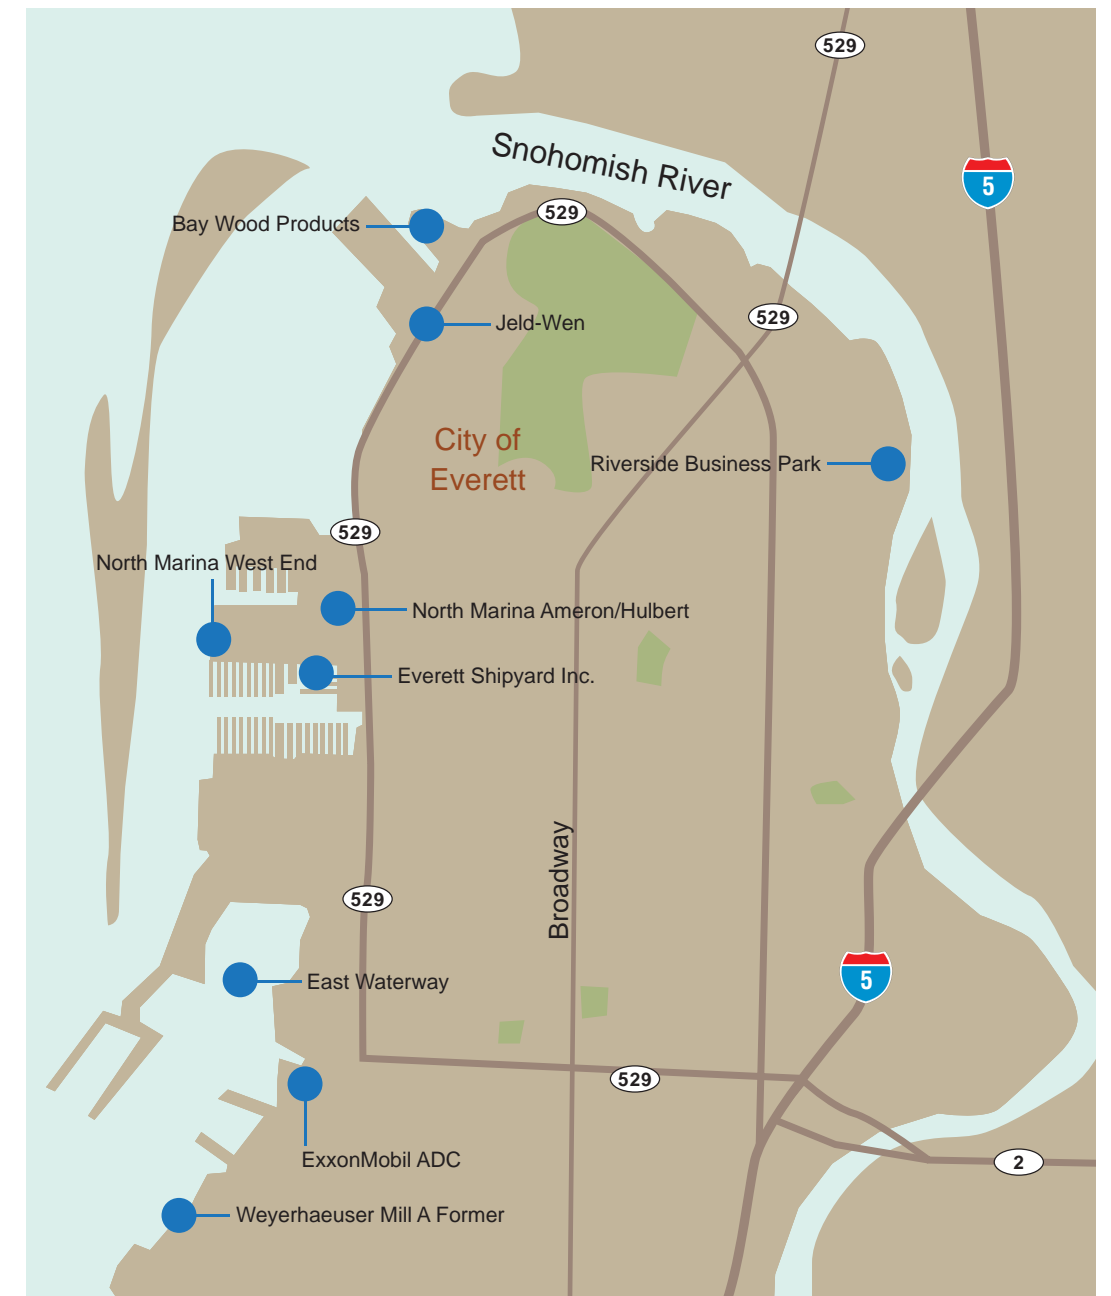 529
Snohomish River
5
529
Bay Wood Products
529
Jeld-Wen
City of
Everett
Riverside Business Park
529
North Marina West End
North Marina Ameron/Hulbert
Everett Shipyard Inc.
Broadway
529
5
East Waterway
529
ExxonMobil ADC
2
Weyerhaeuser Mill A Former